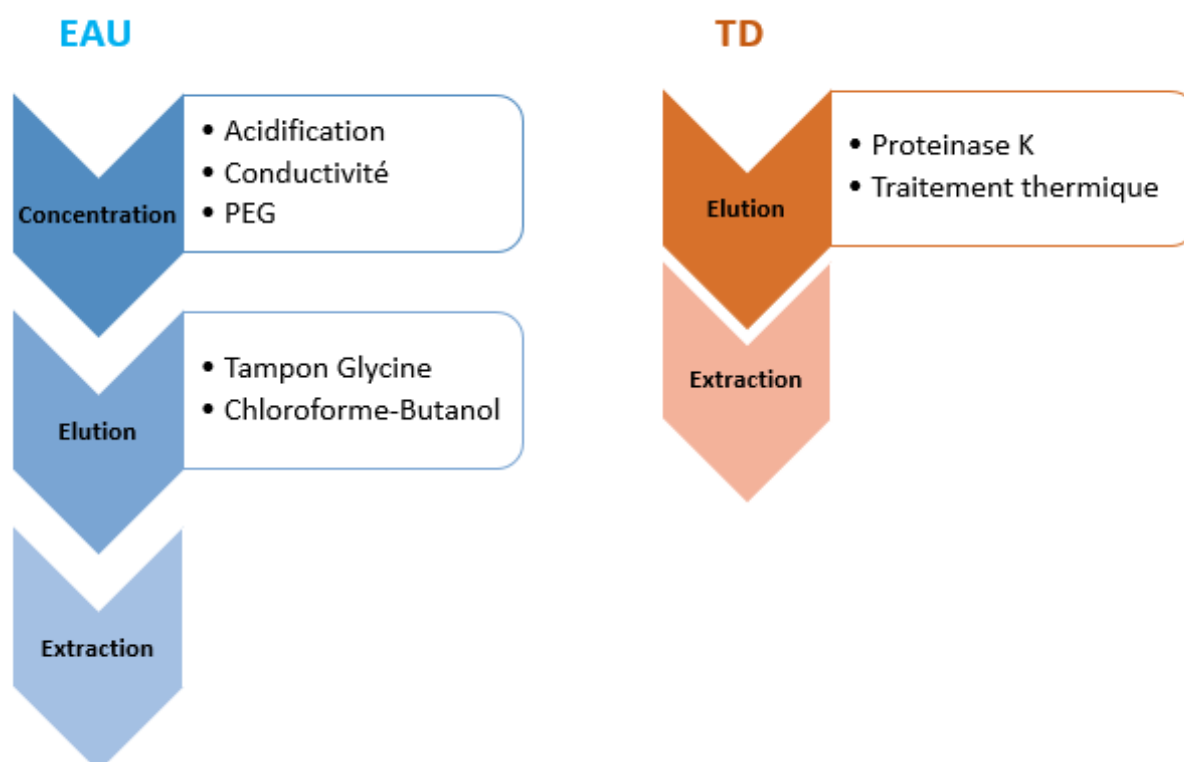 EAU
Concentration
• Acidification
• Conductivité
• PEG
Elution
• Tampon Glycine
• Chloroforme-Butanol
Extraction
TD
Elution
• Proteinase K
• Traitement thermique
Extraction